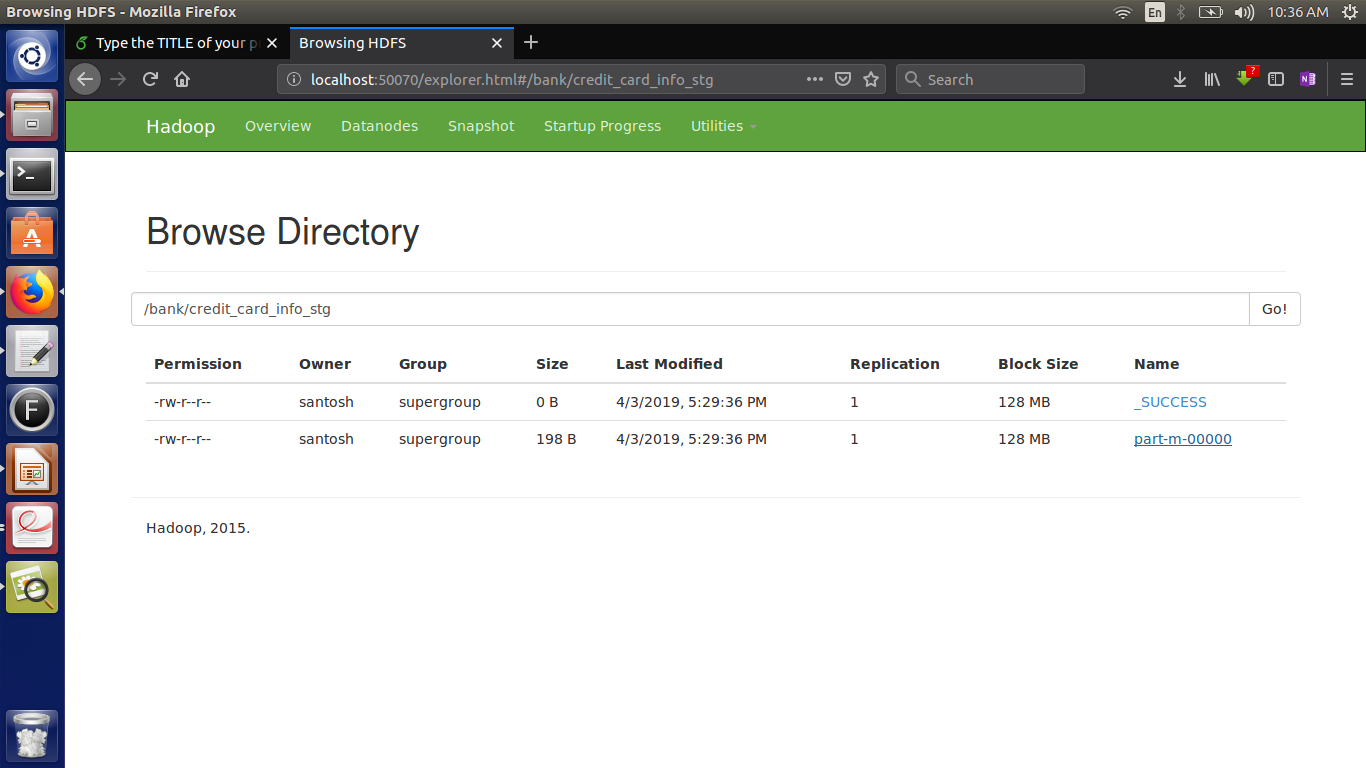 Browsing HDFS - Mozilla Firefox En 10:36 AM
Type the TITLE of your p Browsing HDFS
localhost:50070/explorer.html#/bank/credit_card_info_stg Search ? N
Hadoop Overview Datanodes Snapshot Startup Progress Utilities
Browse Directory
/bank/credit_card_info_stg Go!
Permission Owner Group Size Last Modified Replication Block Size Name
-rw-r--r-- santosh supergroup 0 B 4/3/2019, 5:29:36 PM 1 128 MB _SUCCESS
-rw-r--r-- santosh supergroup 198 B 4/3/2019, 5:29:36 PM 1 128 MB part-m-00000
Hadoop, 2015.